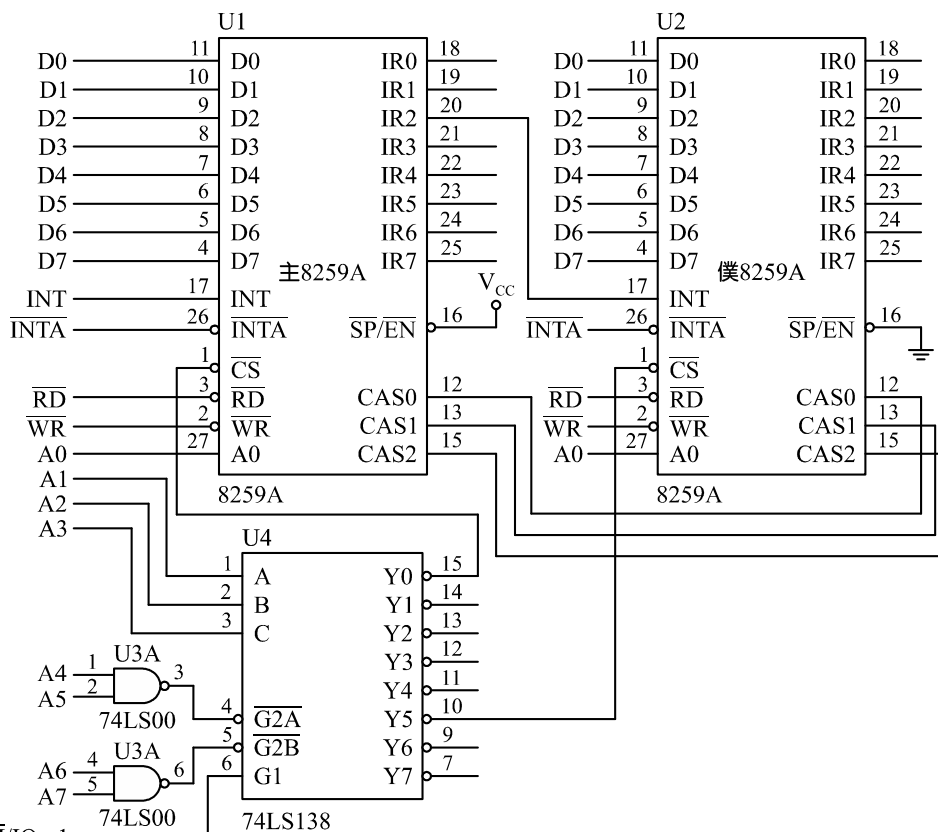 U1
U2
D0 11 D0 IR0 18
D1 10 D1 IR1 19
D2 9 D2 IR2 20
D3 8 D3 IR3 21
D4 7 D4 IR4 22
D5 6 D5 IR5 23
D6 5 D6 IR6 24
D7 4 D7 IR7 25
主8259A
VCC
INT 17 INT
INTA 26 INTA SP/EN 16
1 CS
RD 3 RD CAS0 12
WR 2 WR CAS1 13
A0 27 A0 CAS2 15
8259A
D0 11 D0 IR0 18
D1 10 D1 IR1 19
D2 9 D2 IR2 20
D3 8 D3 IR3 21
D4 7 D4 IR4 22
D5 6 D5 IR5 23
D6 5 D6 IR6 24
D7 4 D7 IR7 25
僕8259A
17 INT
INTA 26 INTA SP/EN 16
1 CS
RD 3 RD CAS0 12
WR 2 WR CAS1 13
A0 27 A0 CAS2 15
8259A
A1
A2
A3
U4
1 A Y0 15
2 B Y1 14
3 C Y2 13
Y3 12
Y4 11
4 G2A Y5 10
5 G2B Y6 9
6 G1 Y7 7
74LS138
U3A
A4 1 3
A5 2
74LS00
U3A
A6 4 6
A7 5
74LS00